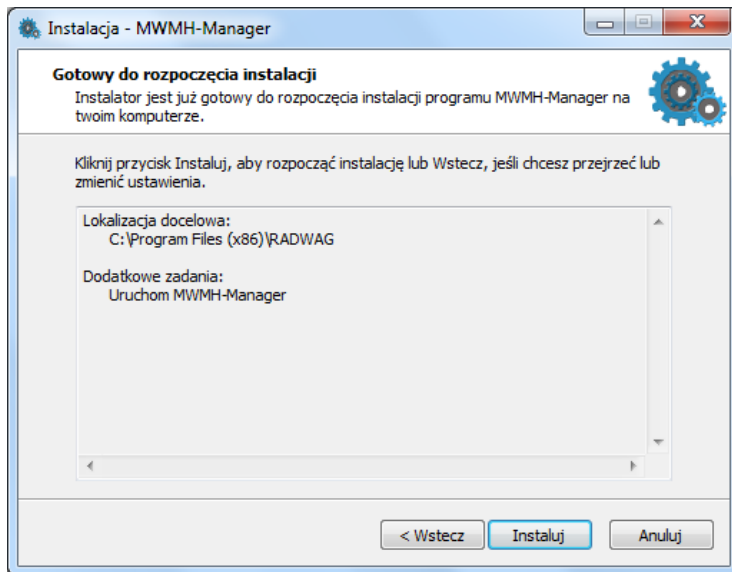 Instalacja - MWMH-Manager
Gotowy do rozpoczęcia instalacji
Instalator jest już gotowy do rozpoczęcia instalacji programu MWMH-Manager na
twoim komputerze.
Kliknij przycisk Instaluj, aby rozpocząć instalację lub Wstecz, jeśli chcesz przejrzeć lub
zmienić ustawienia.
Lokalizacja docelowa:
C:\Program Files (x86)\RADWAG
Dodatkowe zadania:
Uruchom MWMH-Manager
< Wstecz
Instaluj
Anuluj